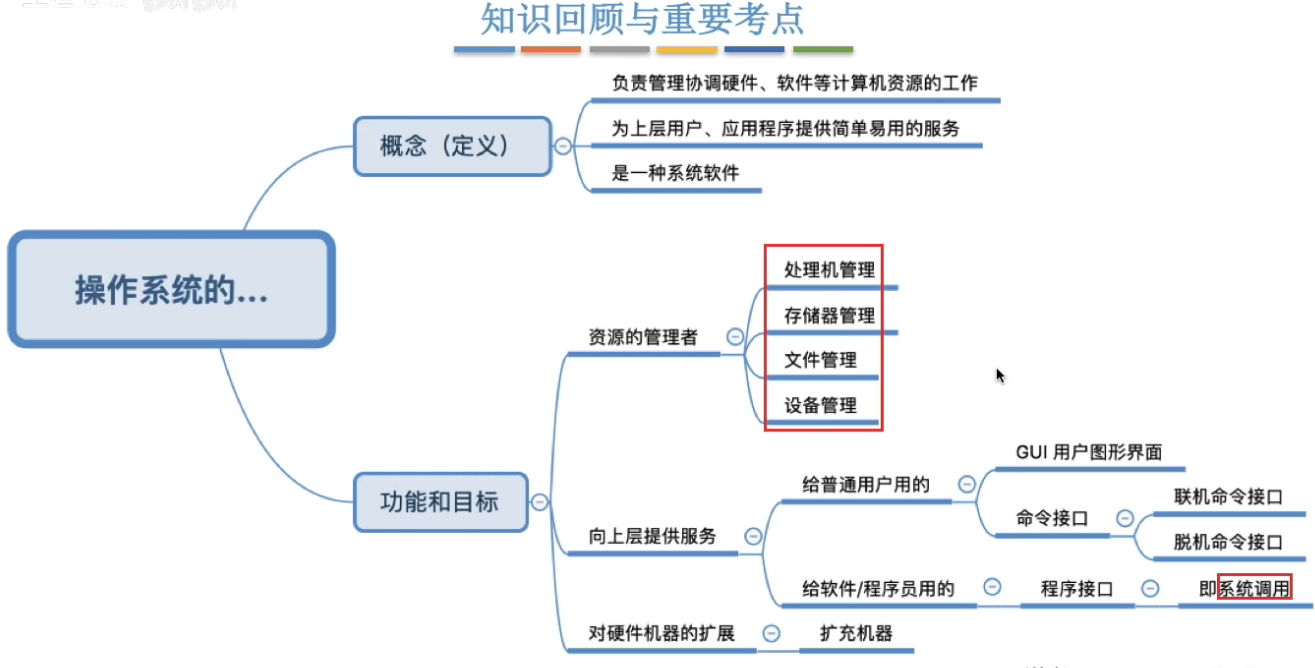 知识回顾与重要考点
负责管理协调硬件、软件等计算机资源的工作
概念（定义）
为上层用户、应用程序提供简单易用的服务
是一种系统软件
操作系统的...
处理机管理
存储器管理
资源的管理者
文件管理
设备管理
功能和目标
GUI 用户图形界面
给普通用户用的
联机命令接口
命令接口
向上层提供服务
脱机命令接口
给软件/程序员用的
程序接口
即系统调用
对硬件机器的扩展
扩充机器